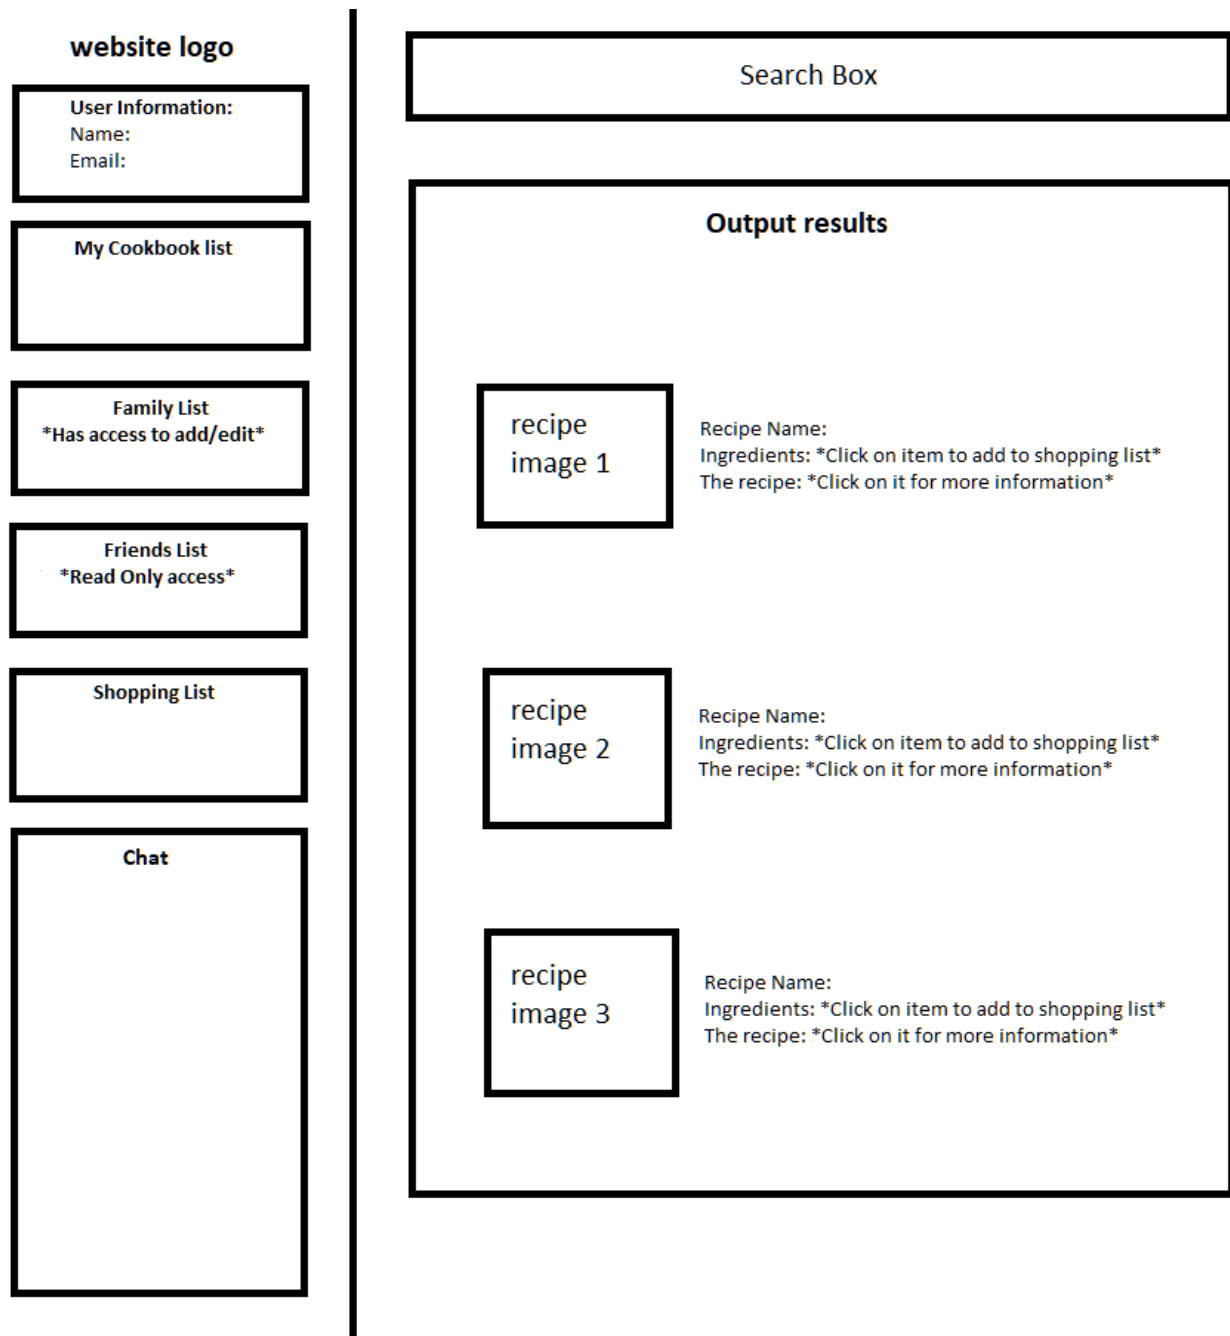 website logo
User Information:
Name:
Email:
My Cookbook list
Family List
*Has access to add/edit*
Friends List
*Read Only access*
Shopping List
Chat
Search Box
Output results
recipe
image 1
Recipe Name:
Ingredients: *Click on item to add to shopping list*
The recipe: *Click on it for more information*
recipe
image 2
Recipe Name:
Ingredients: *Click on item to add to shopping list*
The recipe: *Click on it for more information*
recipe
image 3
Recipe Name:
Ingredients: *Click on item to add to shopping list*
The recipe: *Click on it for more information*